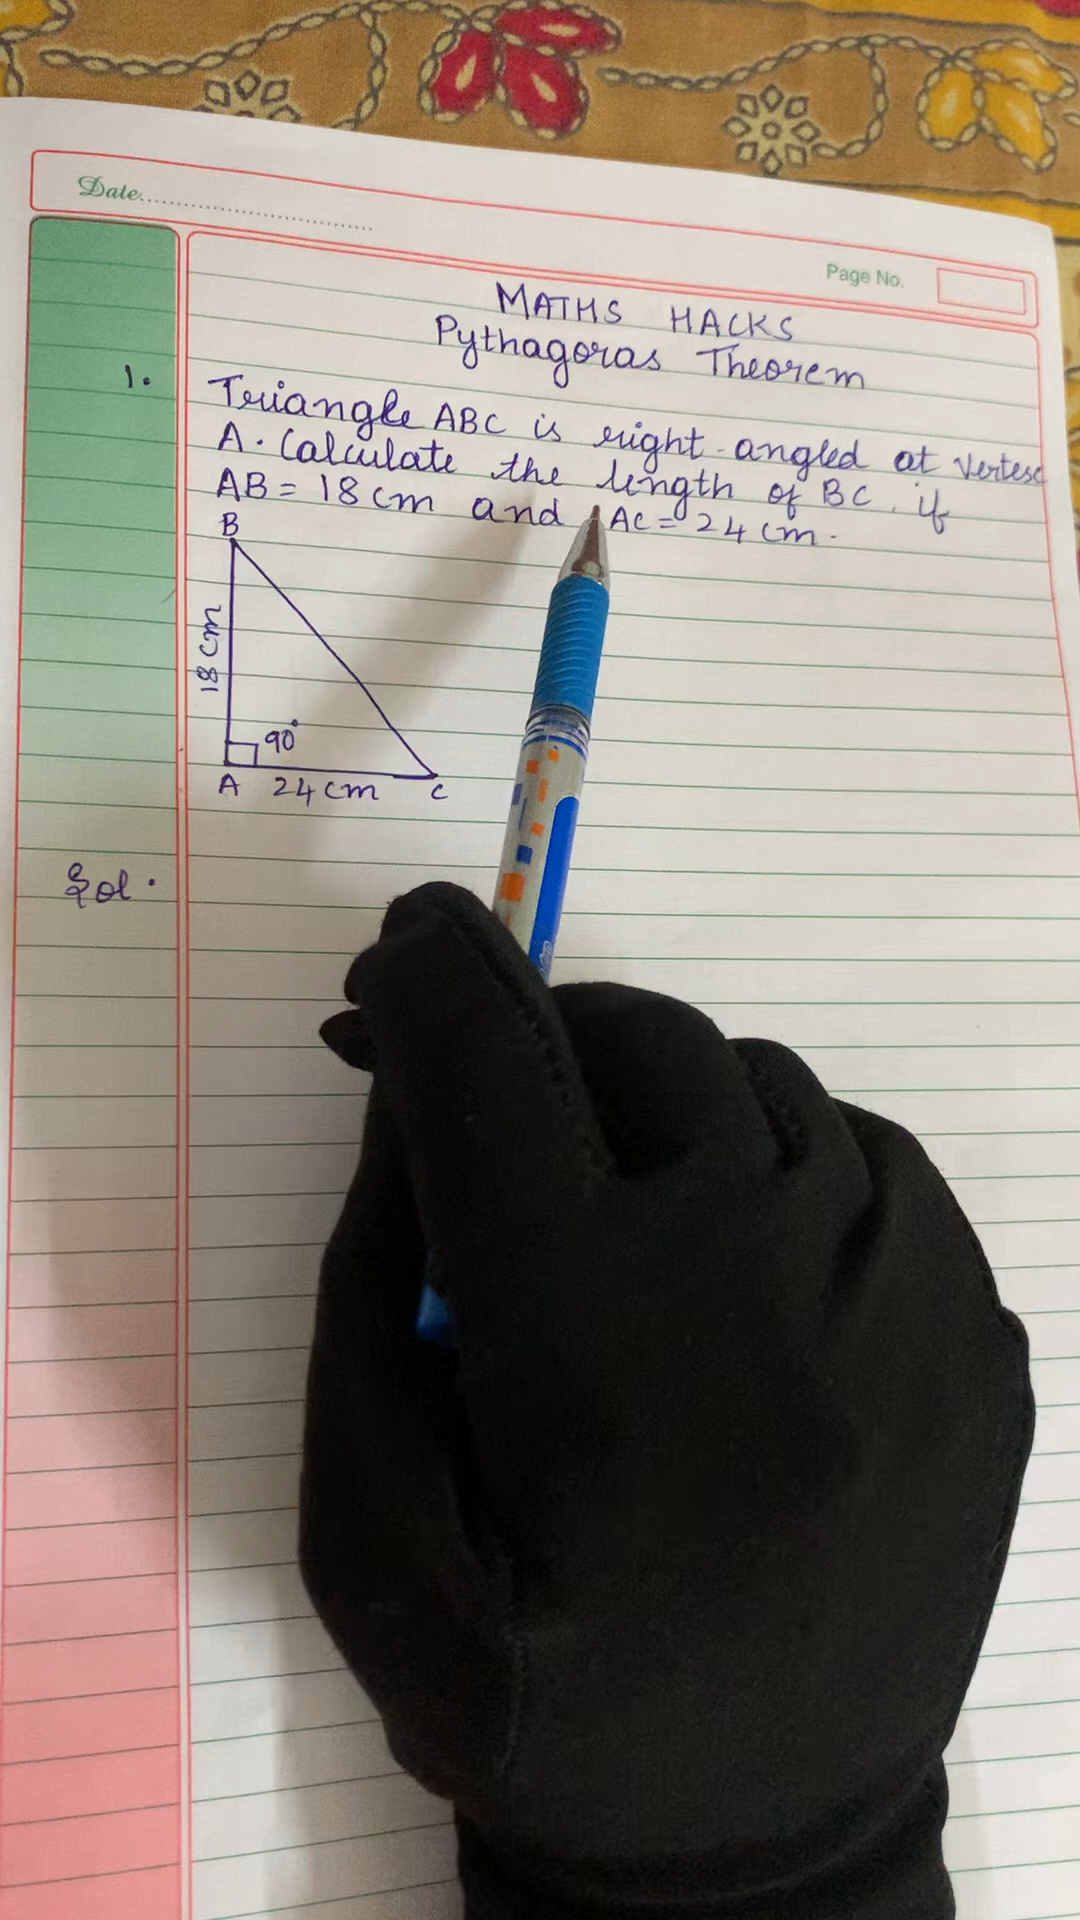 Date
Page No.
MATHS HACKS
Pythagoras Theorem
1. Triangle ABC is right-angled at vertex
A. Calculate the length of BC, if
AB = 18 cm and AC = 24 cm.
B
18 cm
90°
A 24 cm C
Sol.